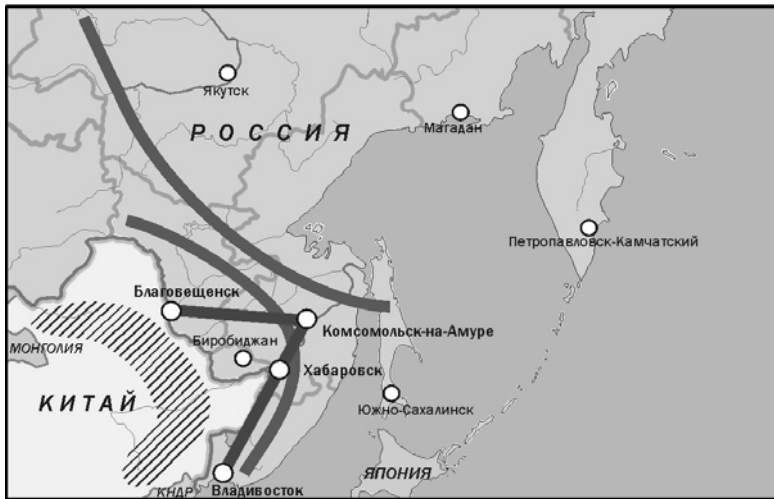 Якутск
РОССИЯ
Магадан
Петропавловск-Камчатский
Благовещенск
Комсомольск-на-Амуре
МОНГОЛИЯ
Биробиджан
Хабаровск
КИТАЙ
Южно-Сахалинск
ЯПОНИЯ
КНДР
Владивосток